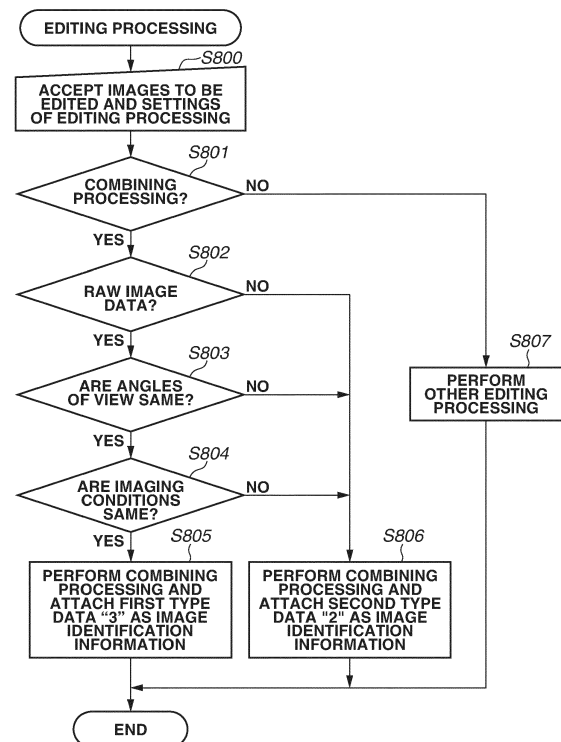 EDITING PROCESSING
S800
ACCEPT IMAGES TO BE
EDITED AND SETTINGS
OF EDITING PROCESSING
S801
COMBINING
PROCESSING?
NO
YES
S802
RAW IMAGE
DATA?
NO
YES
S803
ARE ANGLES
OF VIEW SAME?
NO
YES
S804
ARE IMAGING
CONDITIONS
SAME?
NO
YES
S805
PERFORM COMBINING
PROCESSING AND
ATTACH FIRST TYPE
DATA “3” AS IMAGE
IDENTIFICATION
INFORMATION
S806
PERFORM COMBINING
PROCESSING AND
ATTACH SECOND TYPE
DATA "2" AS IMAGE
IDENTIFICATION
INFORMATION
S807
PERFORM
OTHER EDITING
PROCESSING
END